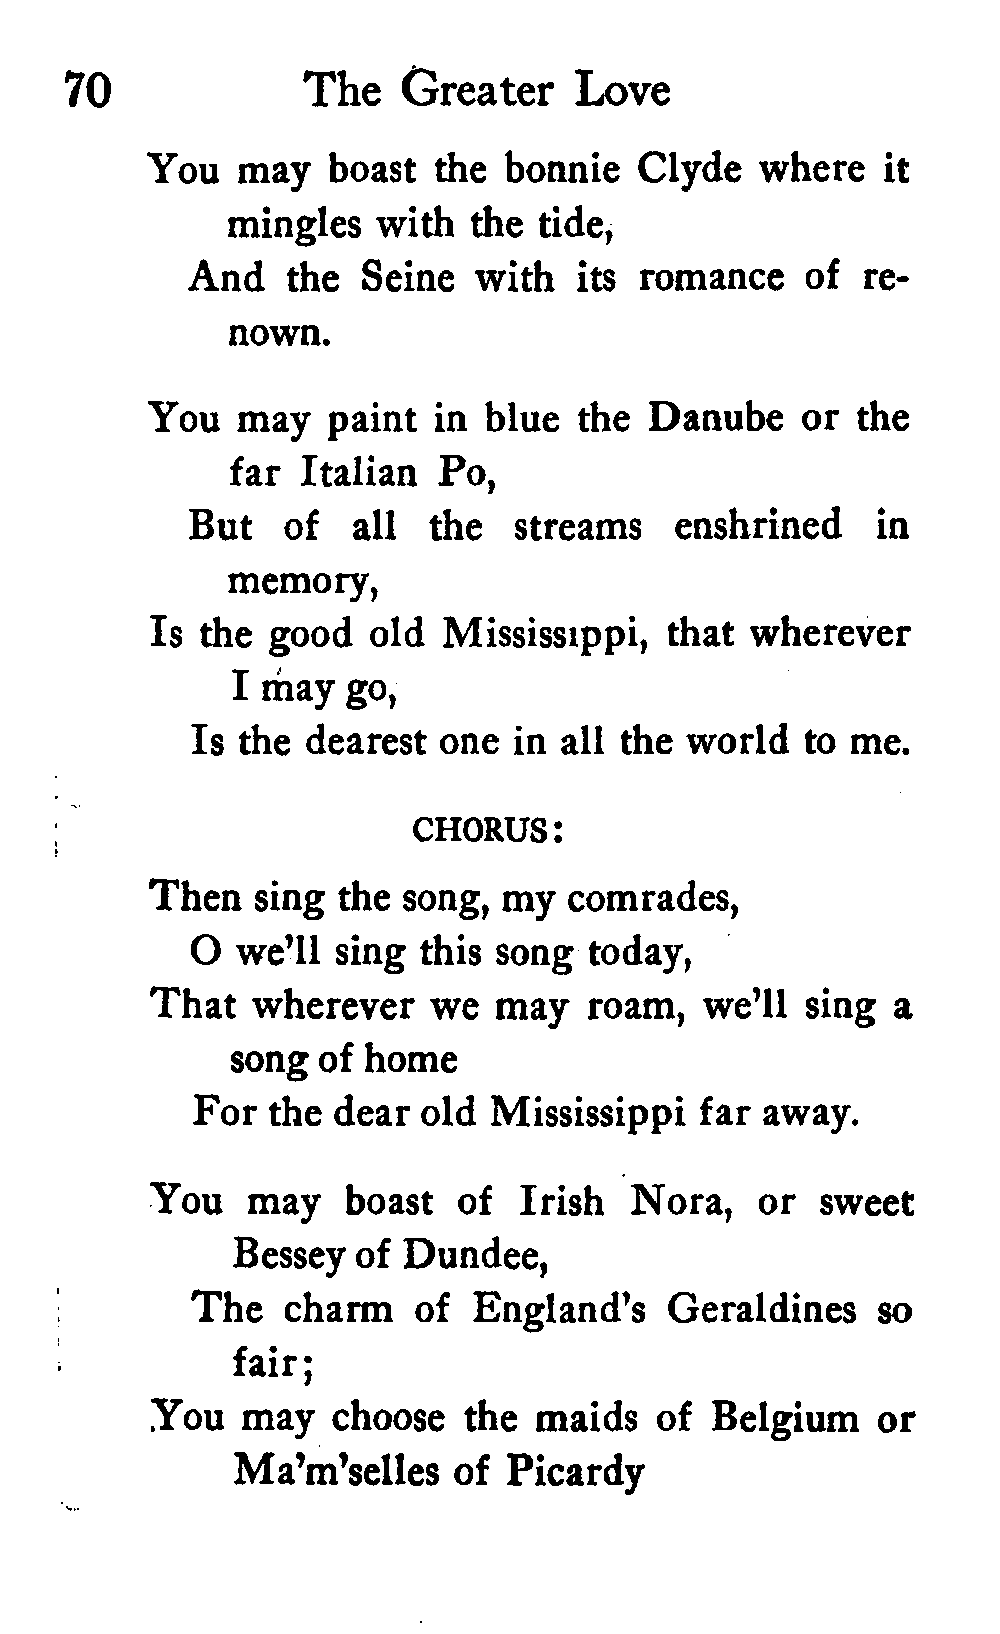 70 The Greater Love
You may boast the bonnie Clyde where it
mingles with the tide,
And the Seine with its romance of re-
nown.
You may paint in blue the Danube or the
far Italian Po,
But of all the streams enshrined in
memory,
Is the good old Mississippi, that wherever
I may go,
Is the dearest one in all the world to me.
CHORUS:
Then sing the song, my comrades,
O we'll sing this song today,
That wherever we may roam, we'll sing a
song of home
For the dear old Mississippi far away.
You may boast of Irish Nora, or sweet
Bessey of Dundee,
The charm of England's Geraldines so
fair;
You may choose the maids of Belgium or
Ma'm'selles of Picardy